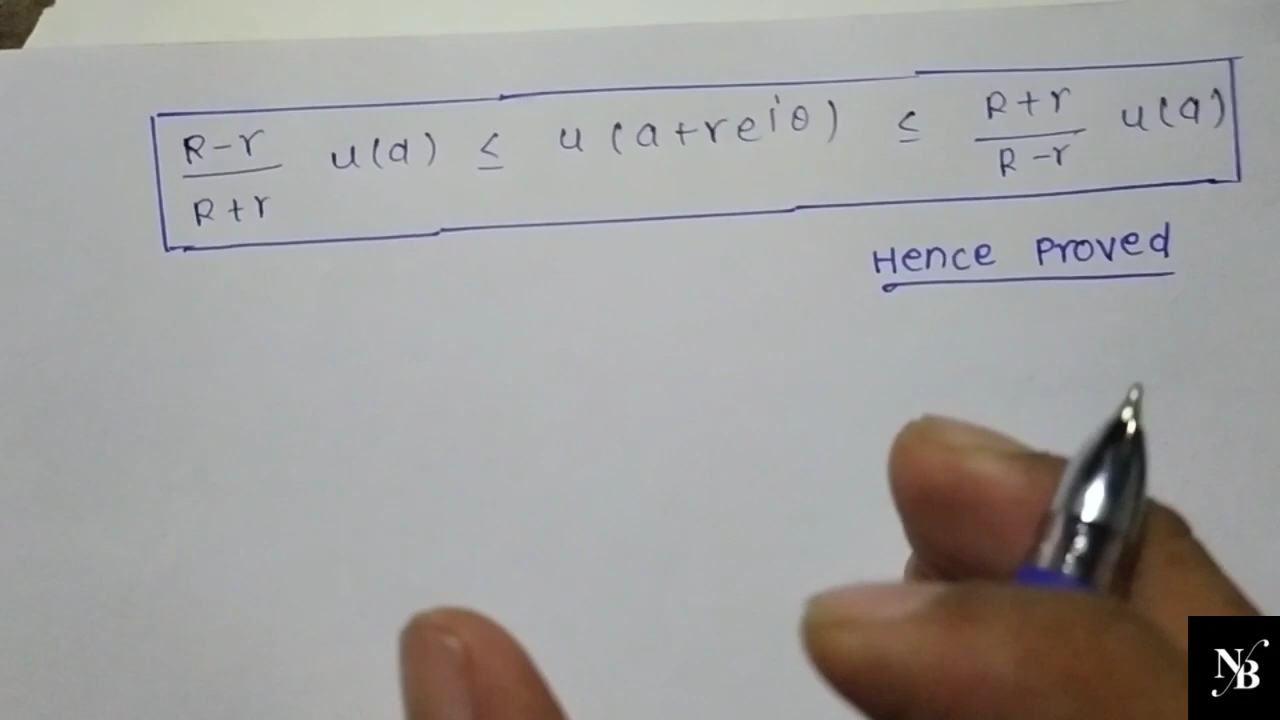 R-r/R+r u(a) ≤ u(a+re^iθ) ≤ R+r/R-r u(a)
Hence Proved
NB